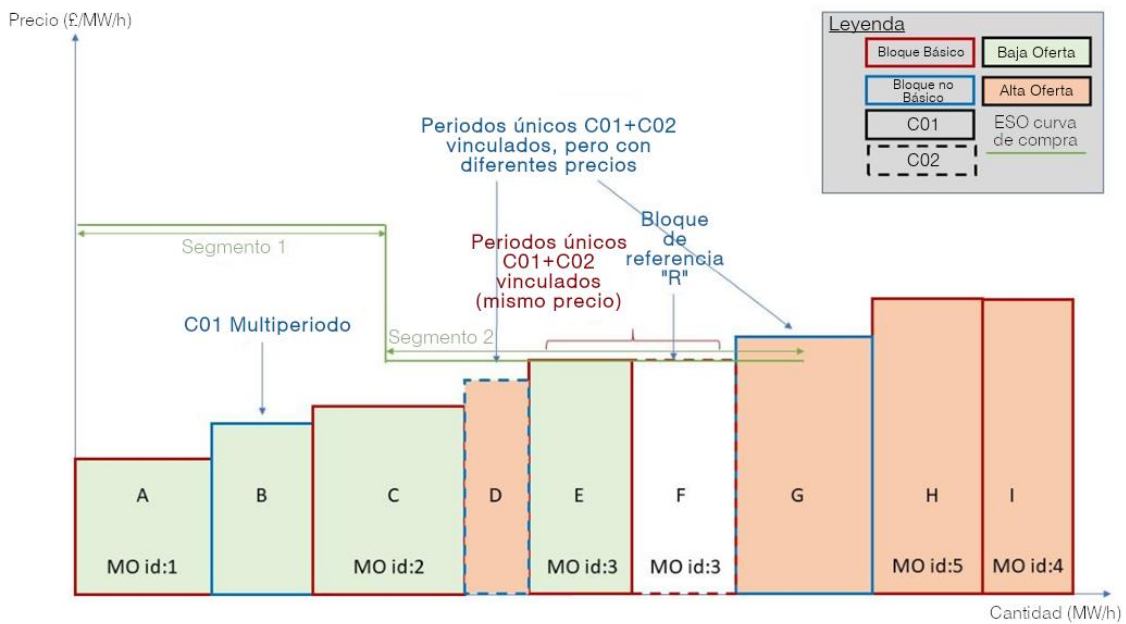 Precio (£/MW/h)
Leyenda
Bloque Básico
Baja Oferta
Bloque no
Básico
Alta Oferta
C01
ESO curva
de compra
C02
Periodos únicos C01+C02
vinculados, pero con
diferentes precios
Segmento 1
Periodos únicos
C01+C02
vinculados
(mismo precio)
Bloque
de
referencia
"R"
C01 Multiperiodo
Segmento 2
A
B
C
D
E
F
G
H
I
MO id:1
MO id:2
MO id:3
MO id:3
MO id:5
MO id:4
Cantidad (MW/h)